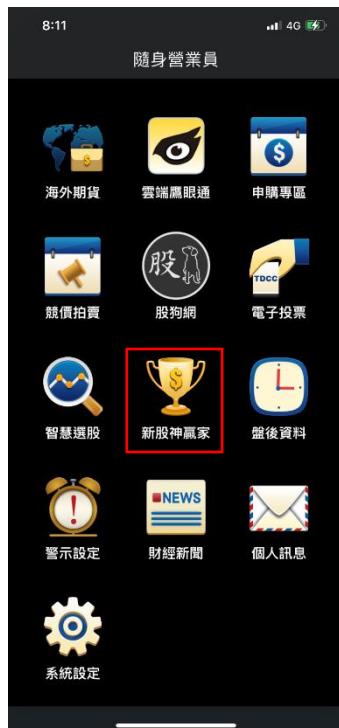 8:11 4G
隨身營業員
海外期貨 雲端鷹眼通 申購專區
股 TDCC
競價拍賣 股狗網 電子投票
智慧選股 新股神贏家 盤後資料
NEWS
警示設定 財經新聞 個人訊息
系統設定